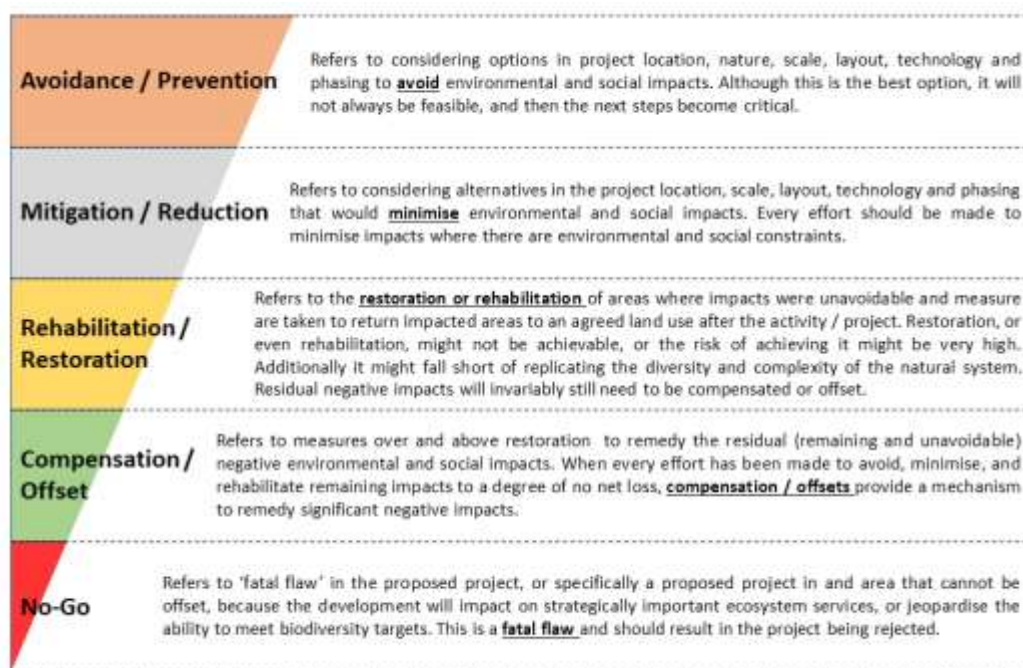 Avoidance / Prevention
Refers to considering options in project location, nature, scale, layout, technology and
phasing to avoid environmental and social impacts. Although this is the best option, it will
not always be feasible, and then the next steps become critical.
Mitigation / Reduction
Refers to considering alternatives in the project location, scale, layout, technology and phasing
that would minimise environmental and social impacts. Every effort should be made to
minimise impacts where there are environmental and social constraints.
Rehabilitation /
Restoration
Refers to the restoration or rehabilitation of areas where impacts were unavoidable and measure
are taken to return impacted areas to an agreed land use after the activity / project. Restoration, or
even rehabilitation, might not be achievable, or the risk of achieving it might be very high.
Additionally it might fall short of replicating the diversity and complexity of the natural system.
Residual negative impacts will invariably still need to be compensated or offset.
Compensation /
Offset
Refers to measures over and above restoration to remedy the residual (remaining and unavoidable)
negative environmental and social impacts. When every effort has been made to avoid, minimise, and
rehabilitate remaining impacts to a degree of no net loss, compensation / offsets provide a mechanism
to remedy significant negative impacts.
No-Go
Refers to 'fatal flaw' in the proposed project, or specifically a proposed project in and area that cannot be
offset, because the development will impact on strategically important ecosystem services, or jeopardise the
ability to meet biodiversity targets. This is a fatal flaw and should result in the project being rejected.